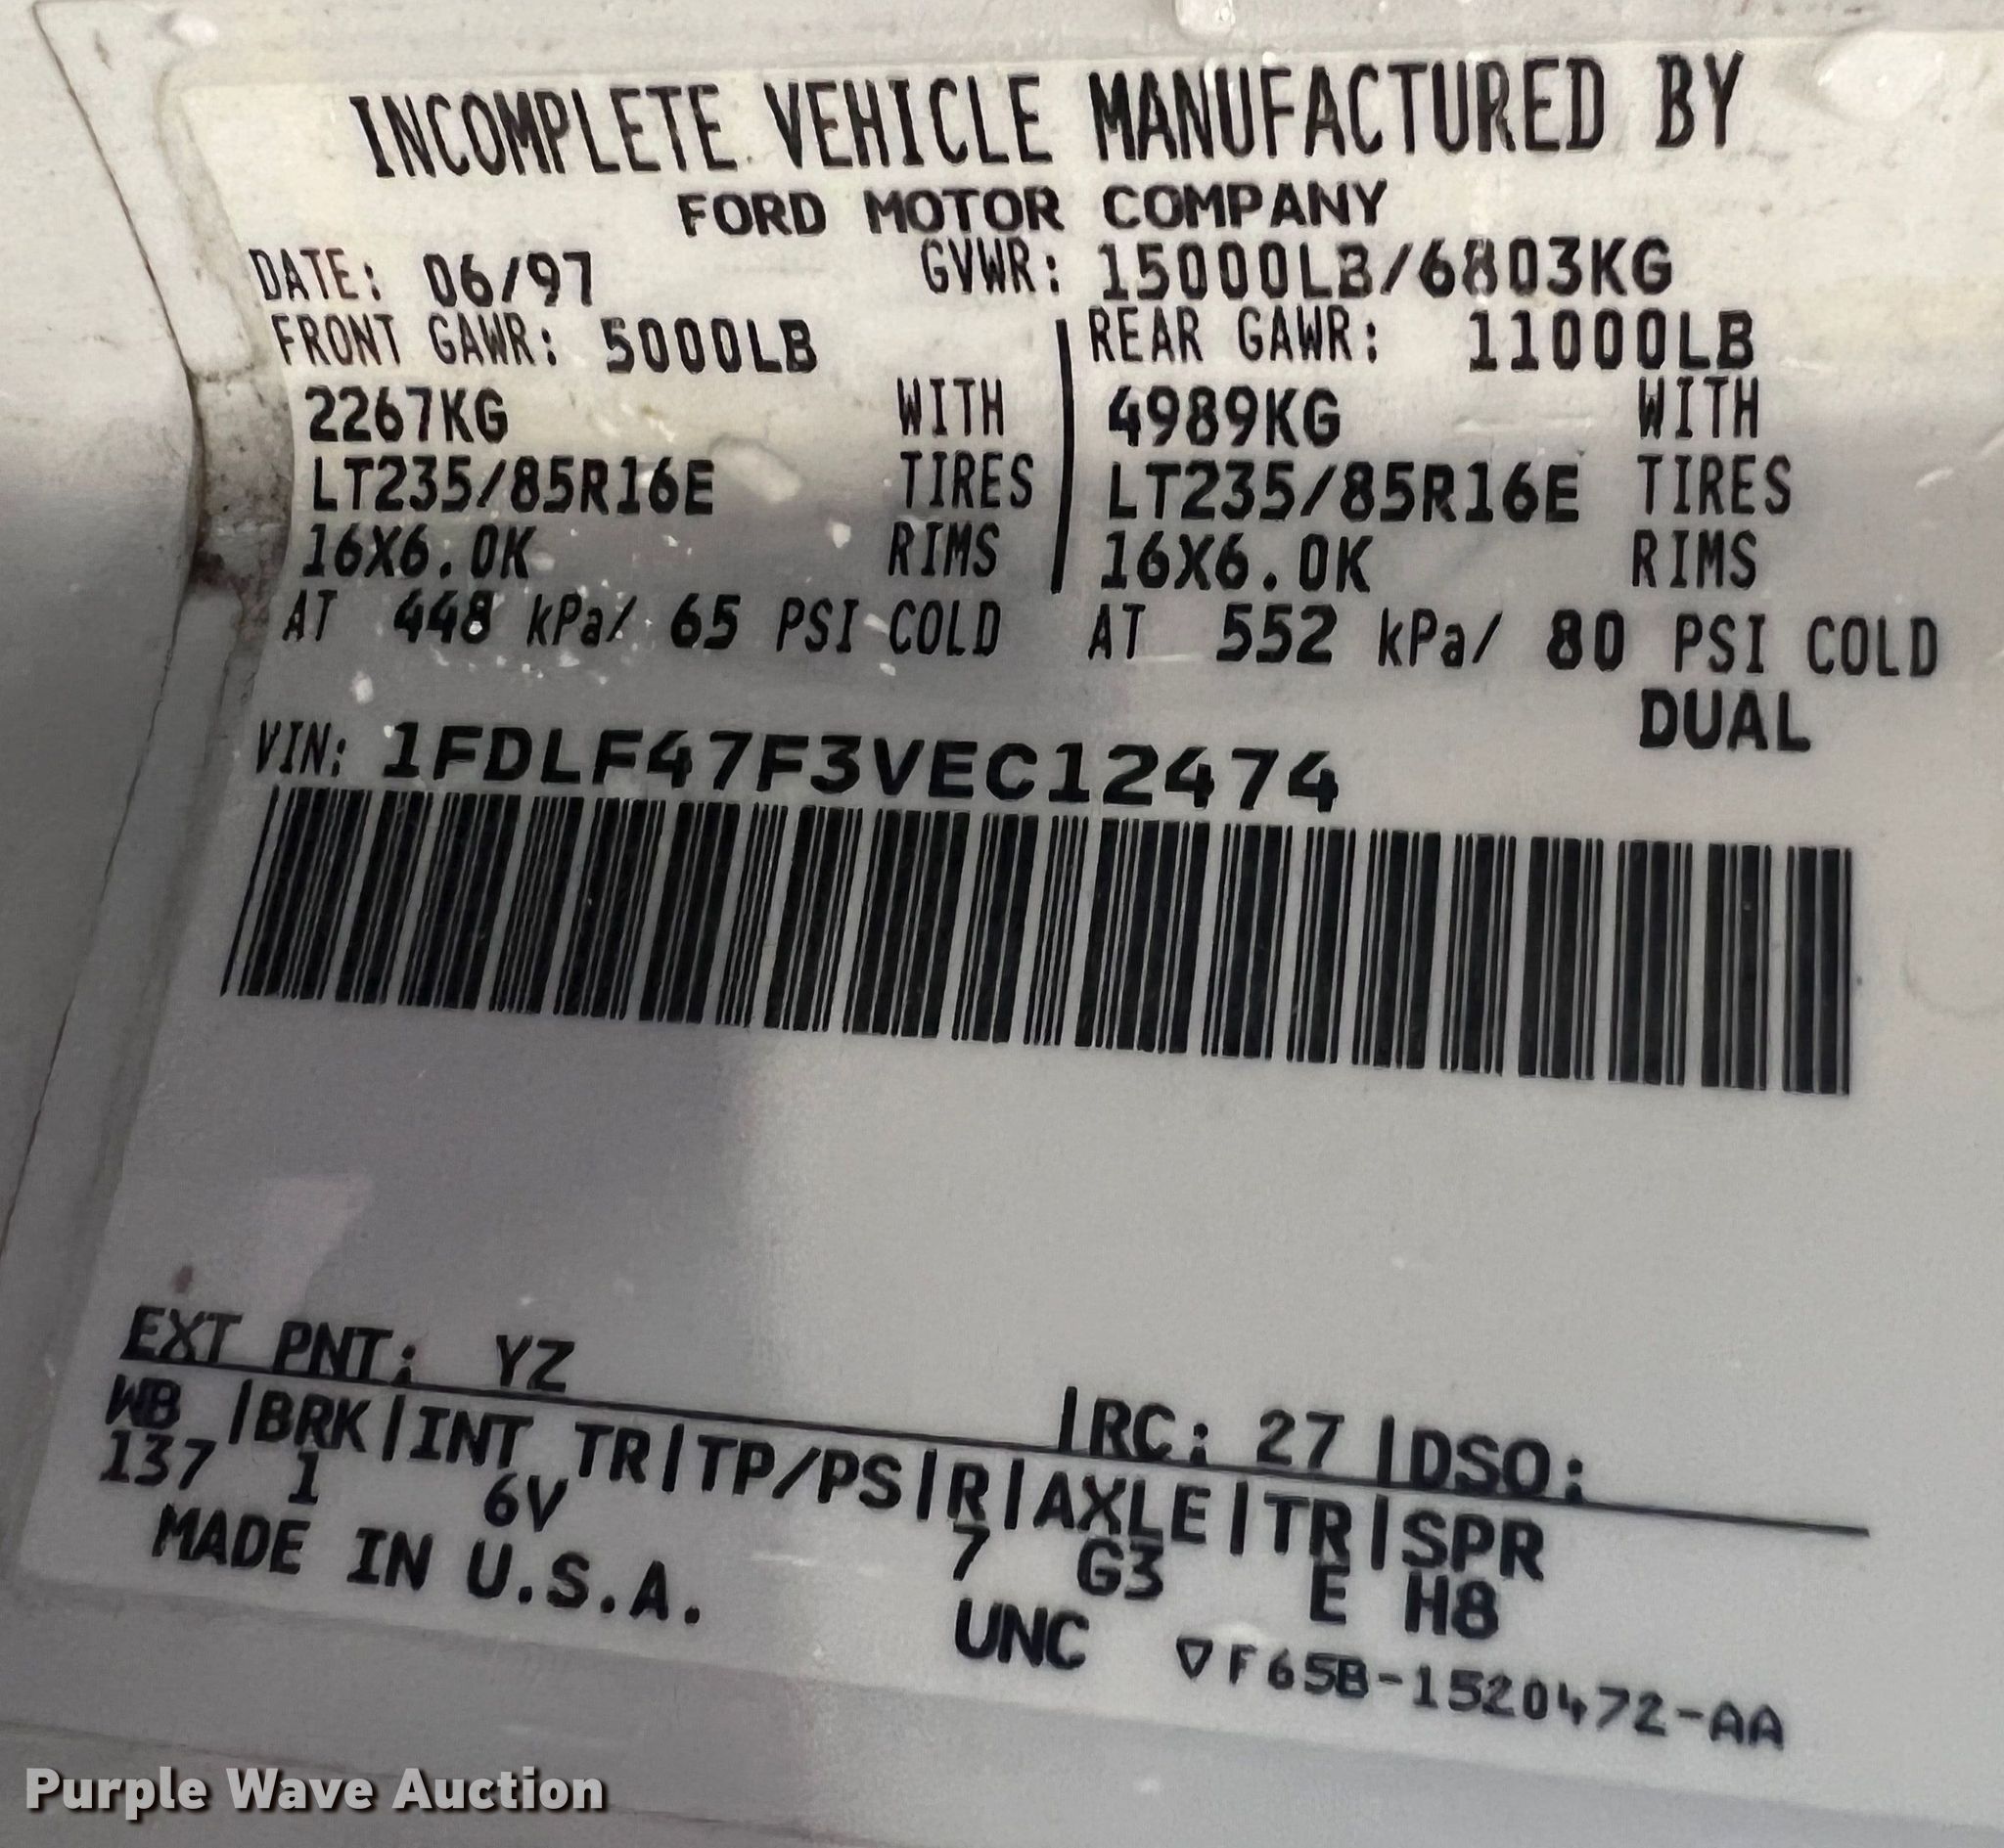 INCOMPLETE VEHICLE MANUFACTURED BY
FORD MOTOR COMPANY
DATE: 06/97 GVWR: 15000LB/6803KG
FRONT GAWR: 5000LB REAR GAWR: 11000LB
2267KG WITH 4989KG WITH
LT235/85R16E TIRES LT235/85R16E TIRES
16X6.0K RIMS 16X6.0K RIMS
AT 448 kPa/ 65 PSI COLD AT 552 kPa/ 80 PSI COLD
DUAL
VIN: 1FDLF47F3VEC12474
EXT PNT: YZ |RC: 27 |DSO:
WB |BRK|INT TR|TP/PS|R|AXLE|TR|SPR
137 1 6V 7 G3 E H8
MADE IN U.S.A. UNC ▽F65B-1520472-AA
Purple Wave Auction